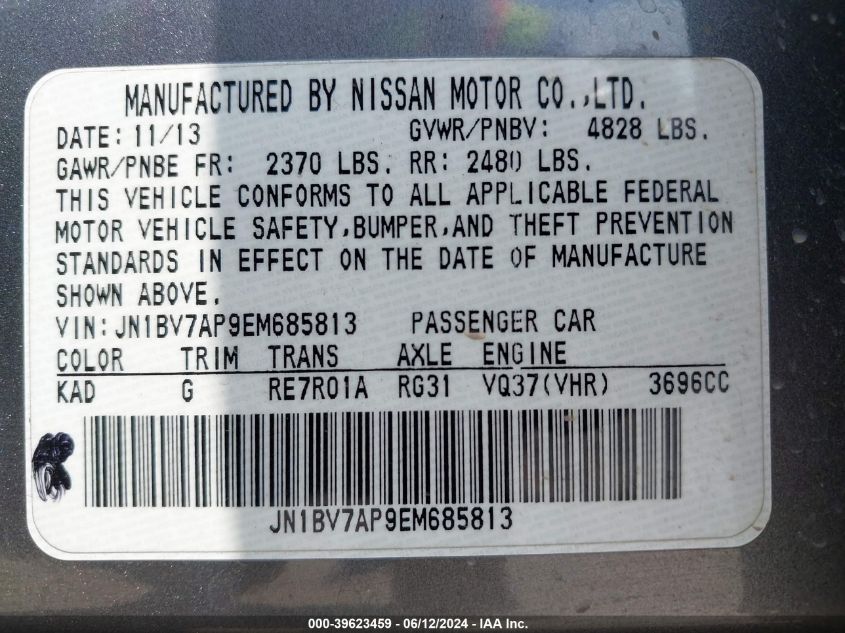 MANUFACTURED BY NISSAN MOTOR CO.,LTD.
DATE: 11/13 GVWR/PNBV: 4828 LBS.
GAWR/PNBE FR: 2370 LBS. RR: 2480 LBS.
THIS VEHICLE CONFORMS TO ALL APPLICABLE FEDERAL
MOTOR VEHICLE SAFETY,BUMPER,AND THEFT PREVENTION
STANDARDS IN EFFECT ON THE DATE OF MANUFACTURE
SHOWN ABOVE.
VIN:JN1BV7AP9EM685813 PASSENGER CAR
COLOR TRIM TRANS AXLE ENGINE
KAD G RE7R01A RG31 VQ37(VHR) 3696CC
JN1BV7AP9EM685813
000-39623459 - 06/12/2024 - IAA Inc.